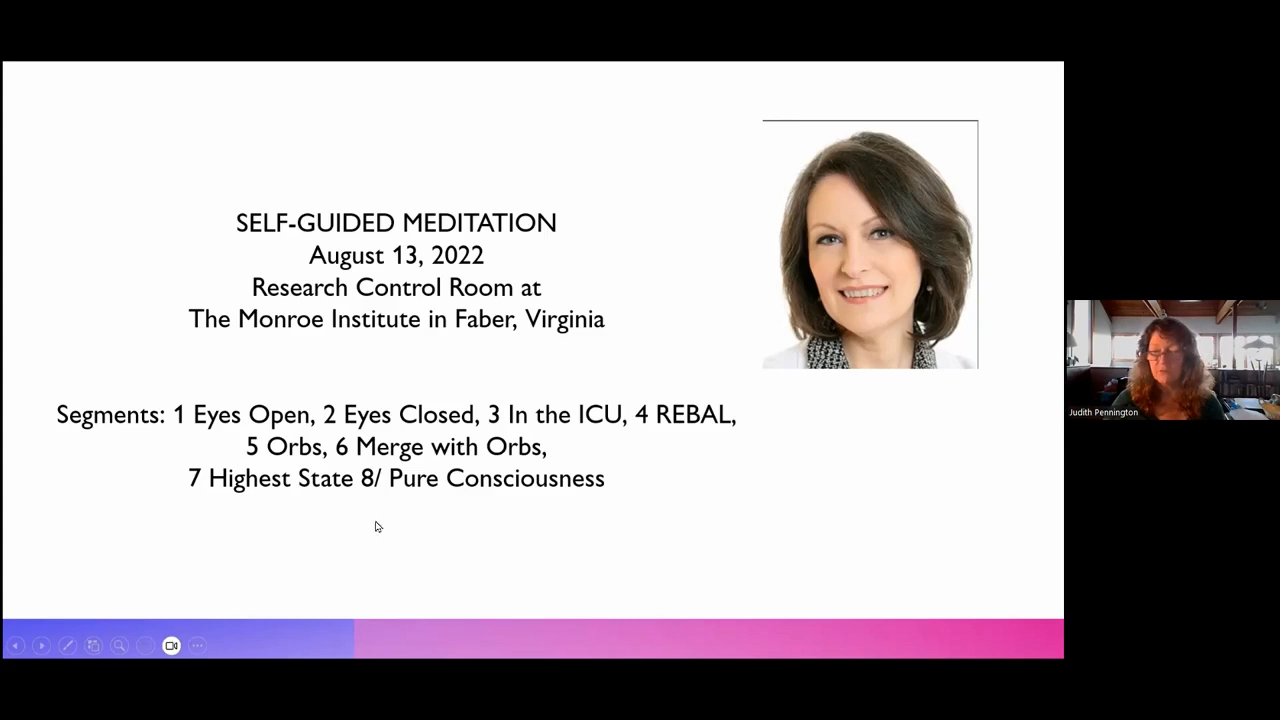 SELF-GUIDED MEDITATION
August 13, 2022
Research Control Room at
The Monroe Institute in Faber, Virginia
Segments: 1 Eyes Open, 2 Eyes Closed, 3 In the ICU, 4 REBAL,
5 Orbs, 6 Merge with Orbs,
7 Highest State 8/ Pure Consciousness
Judith Pennington